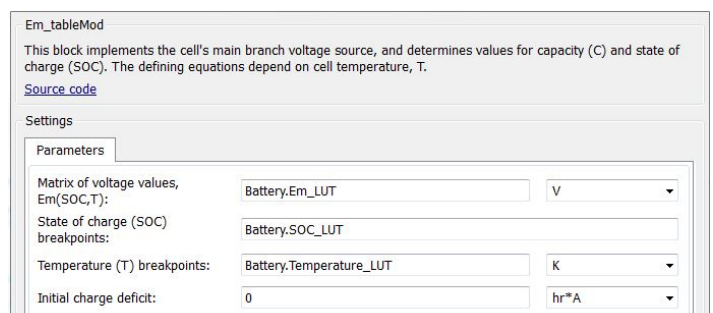 Em_tableMod
This block implements the cell's main branch voltage source, and determines values for capacity (C) and state of
charge (SOC). The defining equations depend on cell temperature, T.
Source code
Settings
Parameters
Matrix of voltage values,
Em(SOC,T):
Battery.Em_LUT
V
State of charge (SOC)
breakpoints:
Battery.SOC_LUT
Temperature (T) breakpoints:
Battery.Temperature_LUT
K
Initial charge deficit:
0
hr*A